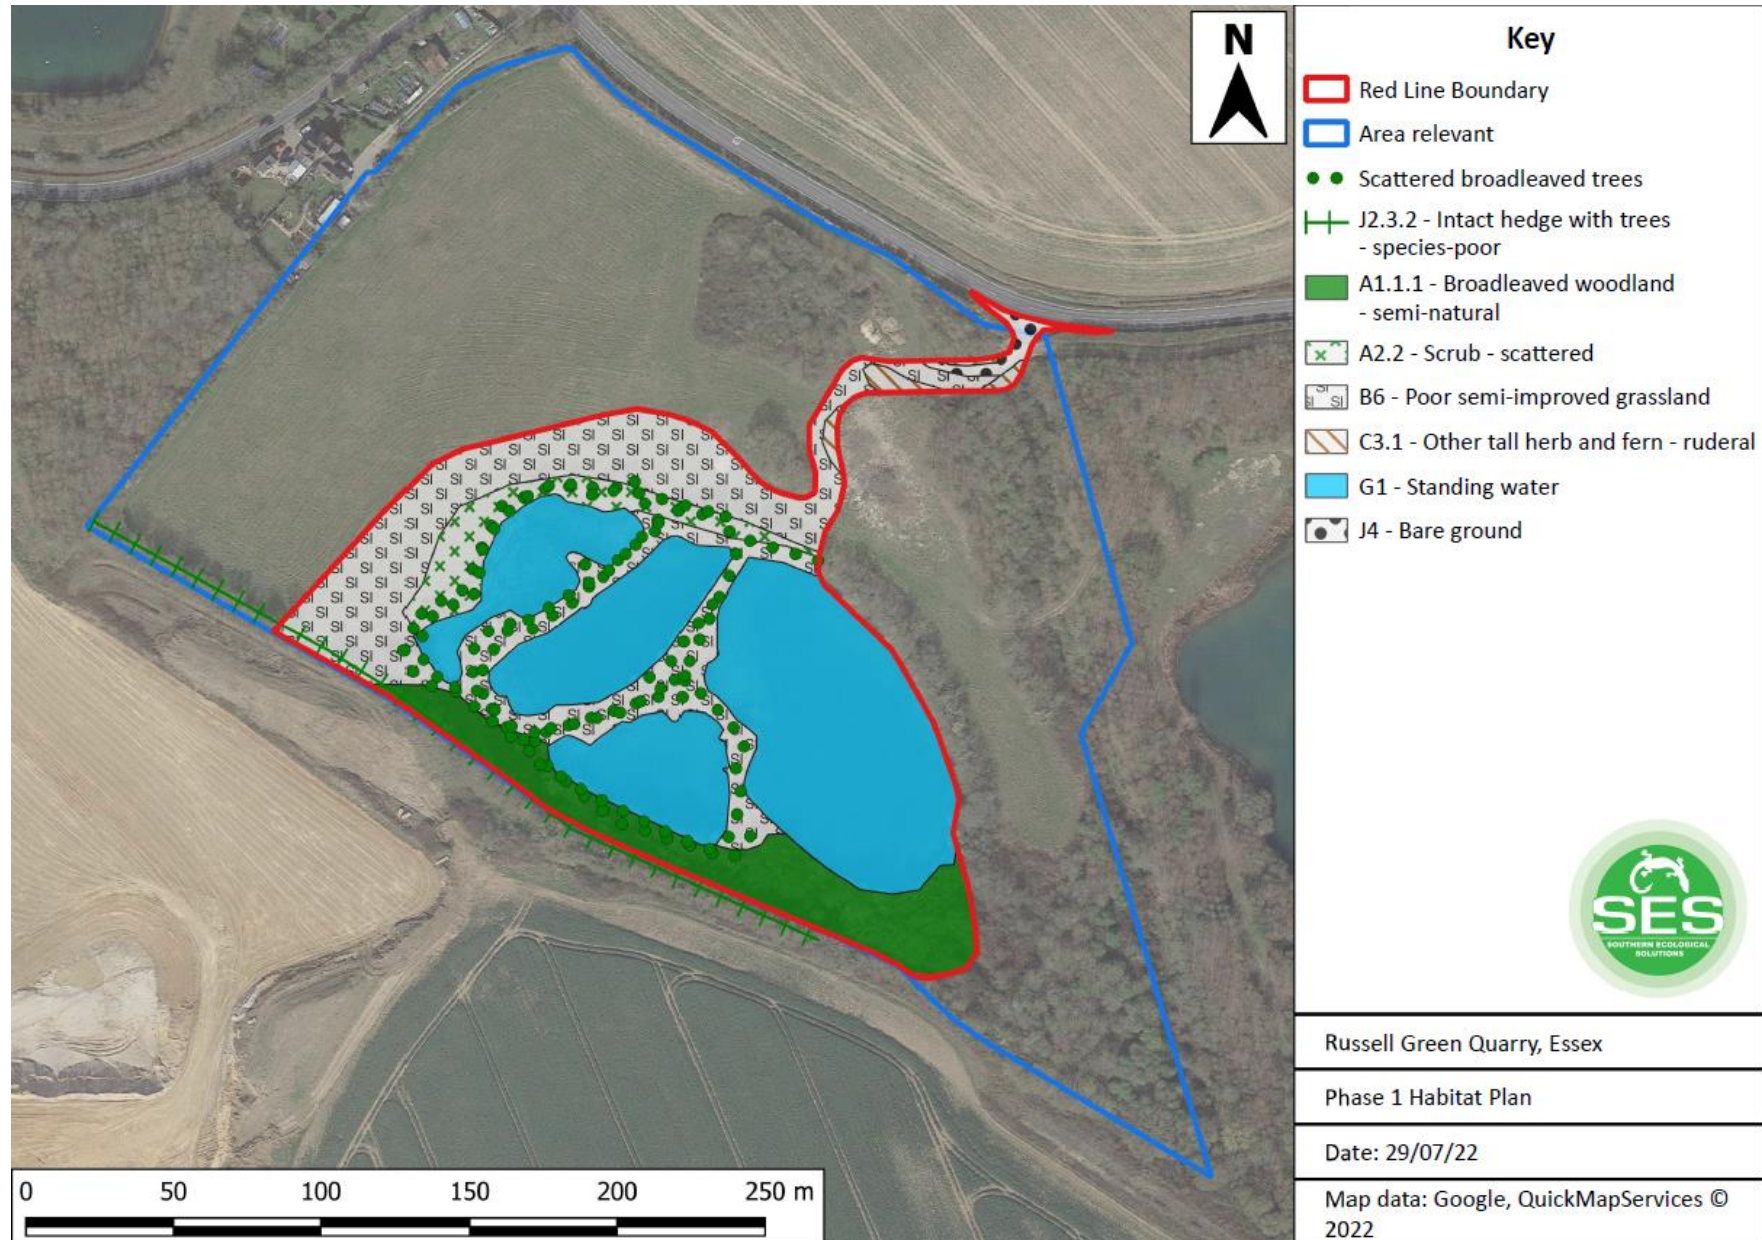 N
Key
Red Line Boundary
Area relevant
Scattered broadleaved trees
J2.3.2 - Intact hedge with trees
- species-poor
A1.1.1 - Broadleaved woodland
- semi-natural
A2.2 - Scrub - scattered
SI
SI SI
B6 - Poor semi-improved grassland
C3.1 - Other tall herb and fern - ruderal
G1 - Standing water
J4 - Bare ground
SES
SOUTHERN ECOLOGICAL
SOLUTIONS
Russell Green Quarry, Essex
Phase 1 Habitat Plan
Date: 29/07/22
Map data: Google, QuickMapServices ©
2022
0 50 100 150 200 250 m